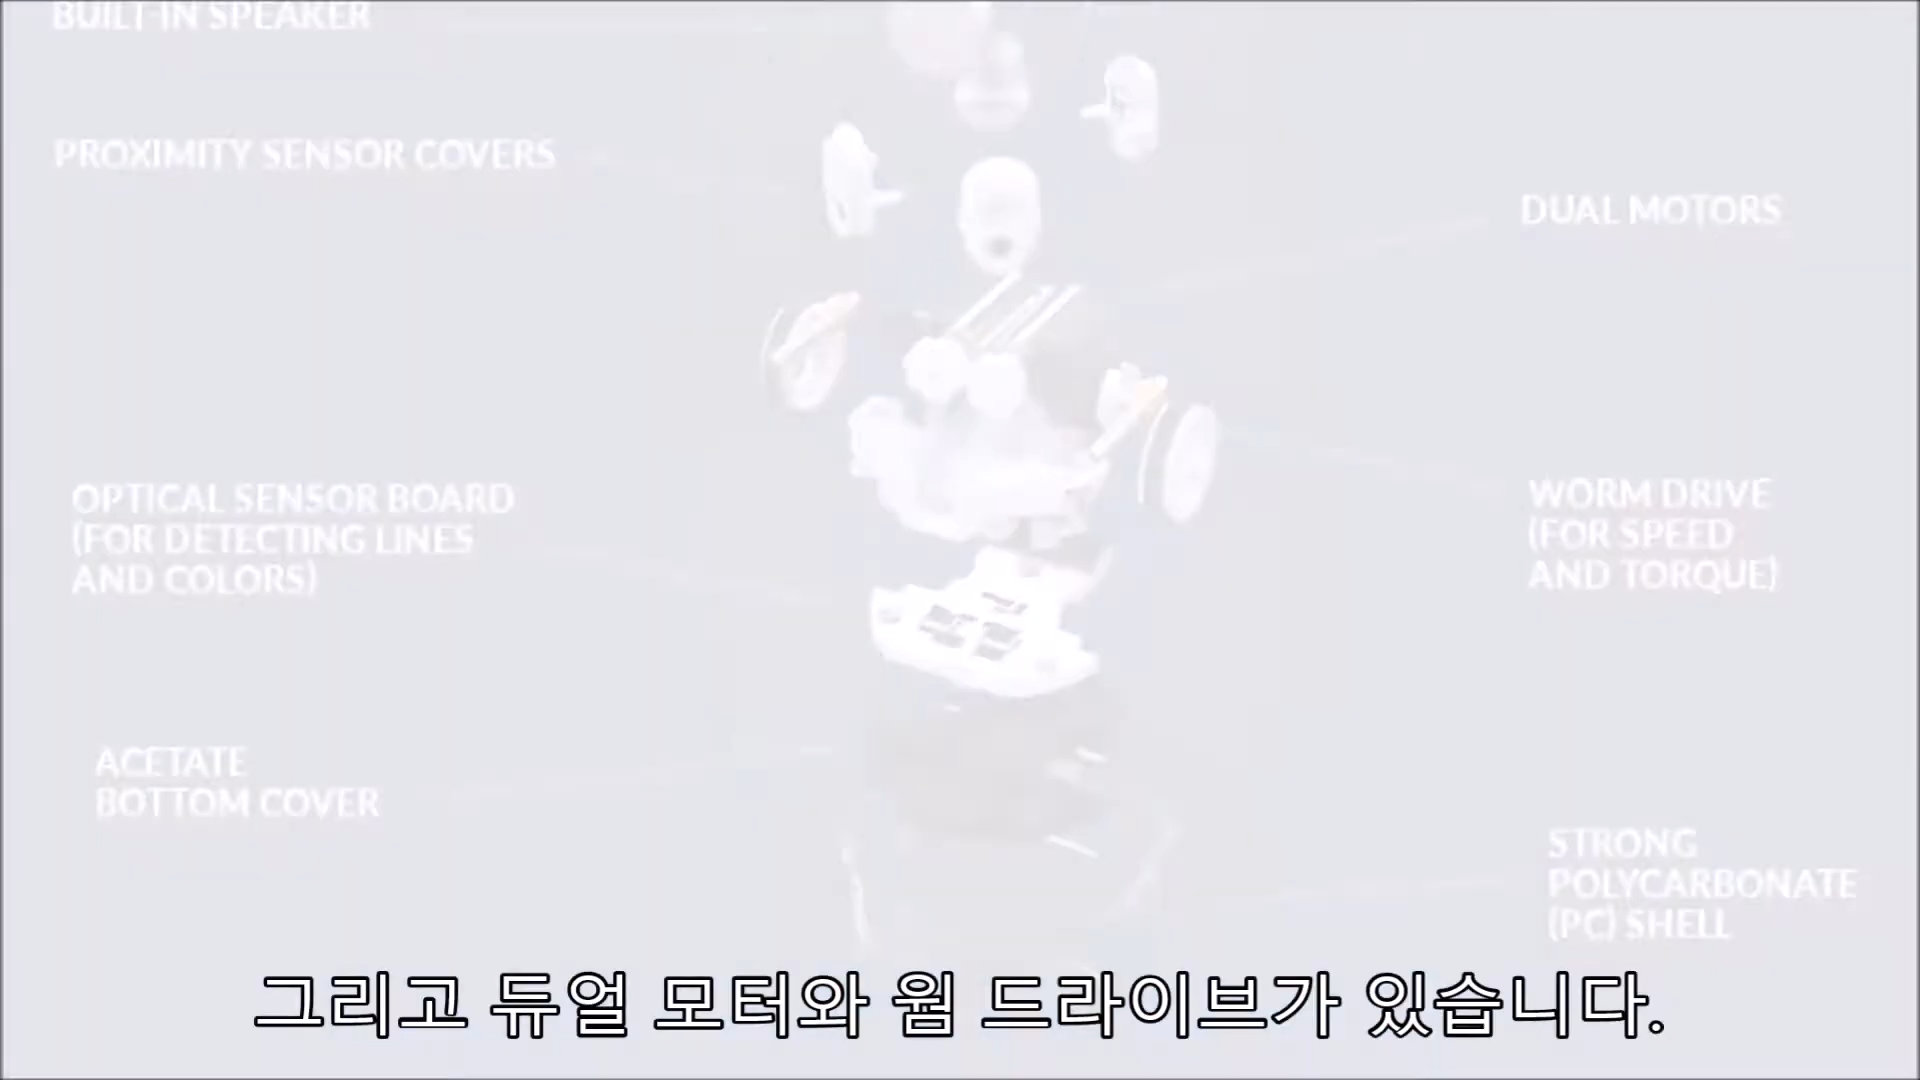 BUILT-IN SPEAKER
PROXIMITY SENSOR COVERS
DUAL MOTORS
OPTICAL SENSOR BOARD
(FOR DETECTING LINES
AND COLORS)
WORM DRIVE
(FOR SPEED
AND TORQUE)
ACETATE
BOTTOM COVER
STRONG
POLYCARBONATE
(PC) SHELL
그리고 듀얼 모터와 웜 드라이브가 있습니다.